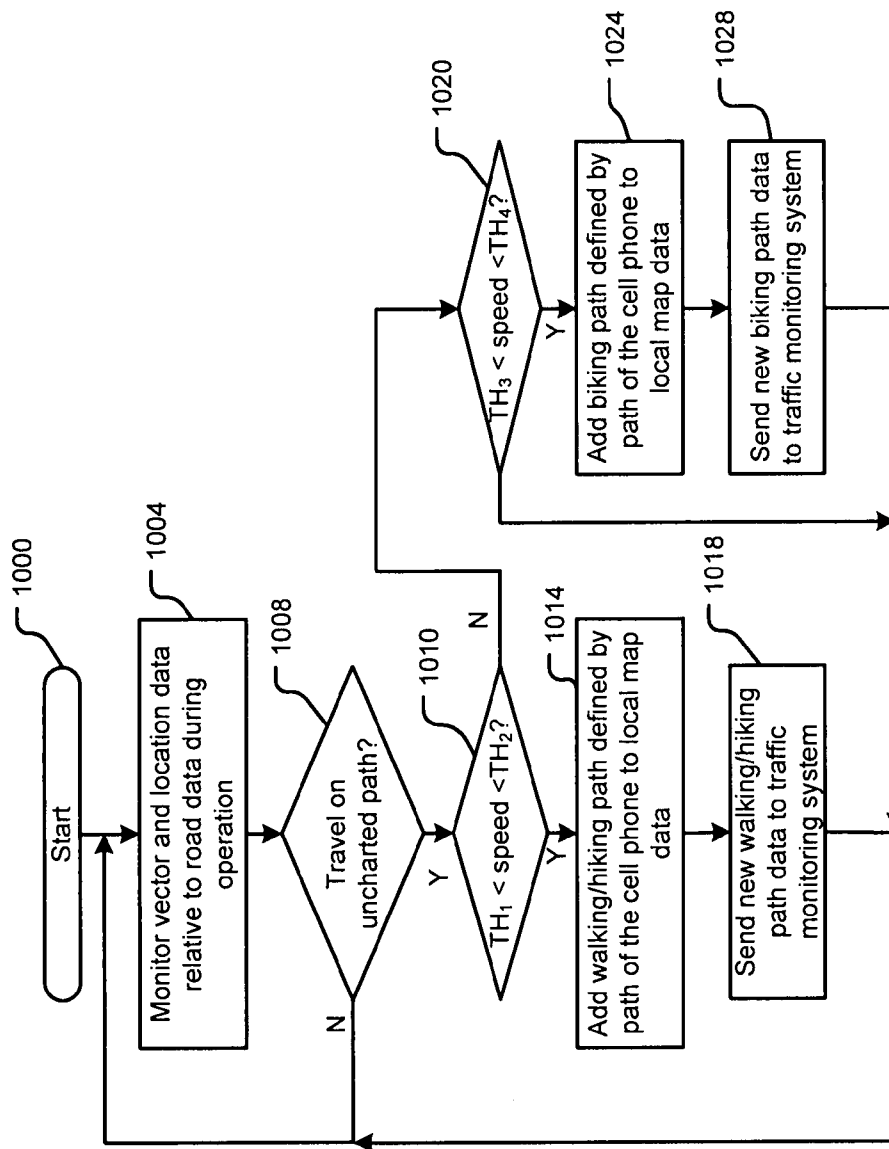 Start
1000
Monitor vector and location data
relative to road data during
operation
1004
Travel on
uncharted path?
1008
N
Y
TH₁ < speed <TH₂?
1010
N
Y
Add walking/hiking path defined by
path of the cell phone to local map
data
1014
Send new walking/hiking
path data to traffic
monitoring system
1018
TH₃ < speed <TH₄?
1020
Y
Add biking path defined by
path of the cell phone to
local map data
1024
Send new biking path data
to traffic monitoring system
1028